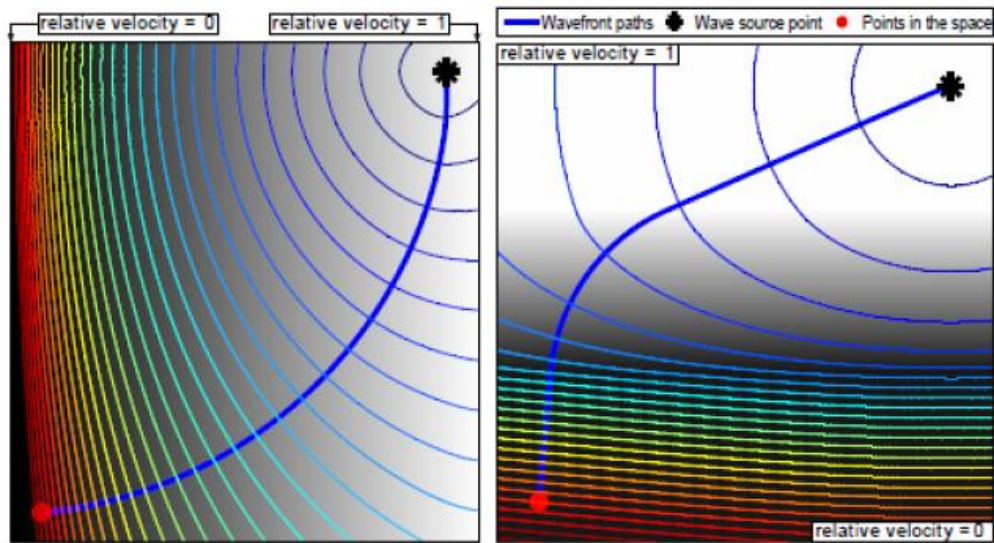 relative velocity = 0
relative velocity = 1
Wavefront paths
Wave source point
Points in the space
relative velocity = 1
relative velocity = 0